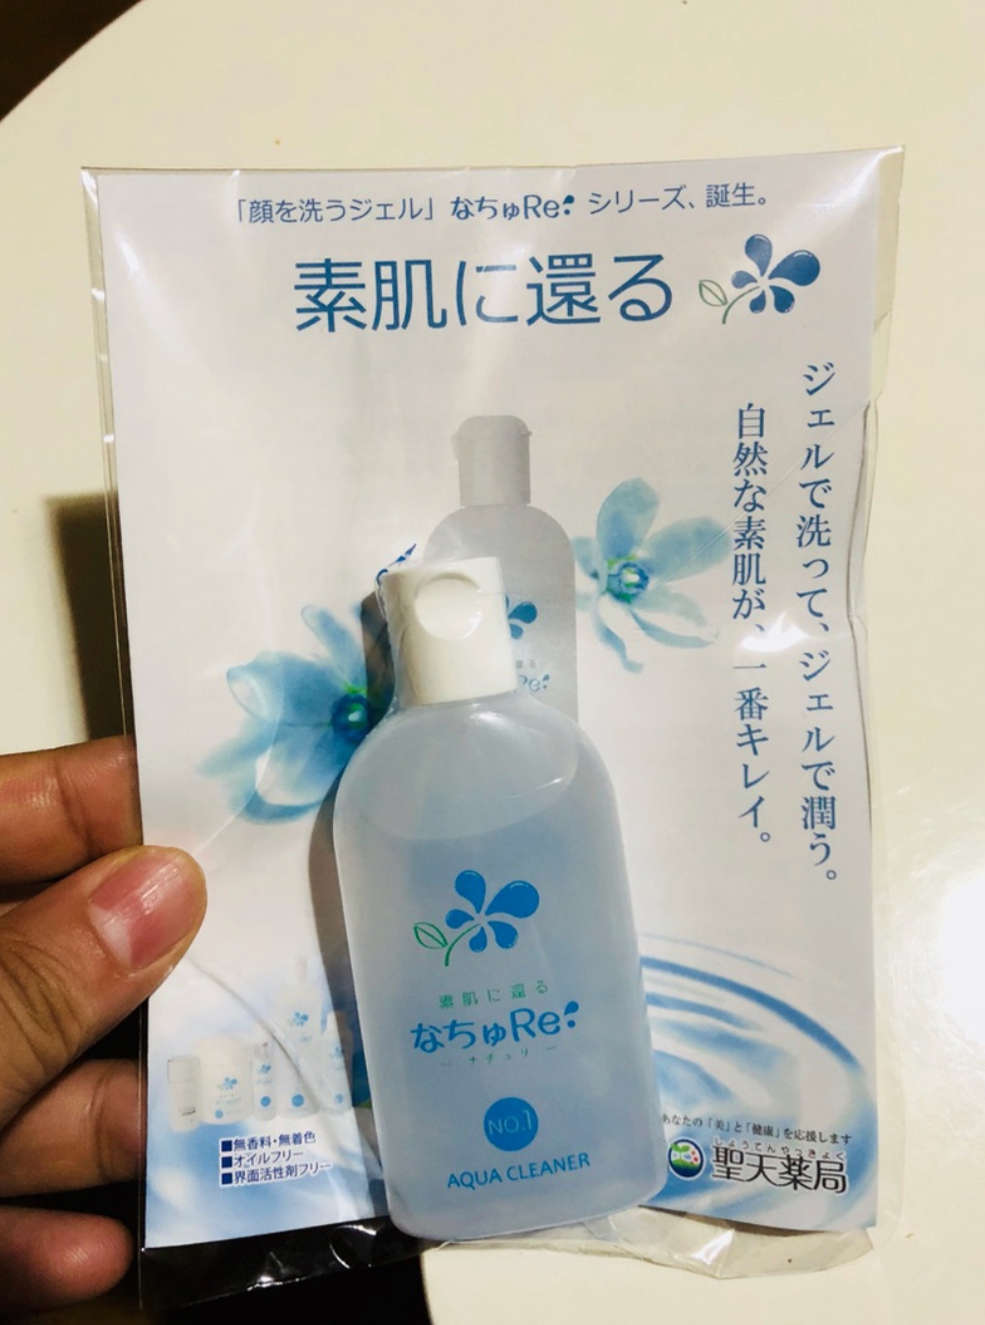 「顔を洗うジェル」なちゅRe: シリーズ、誕生。
素肌に還る
ジェルで洗って、ジェルで潤う。
自然な素肌が、一番キレイ。
素肌に還る
なちゅRe:
ナチュリ
NO.1
AQUA CLEANER
■無香料・無着色
■オイルフリー
■界面活性剤フリー
あなたの「美」と「健康」を応援します
しょうてんやっきょく
聖天薬局